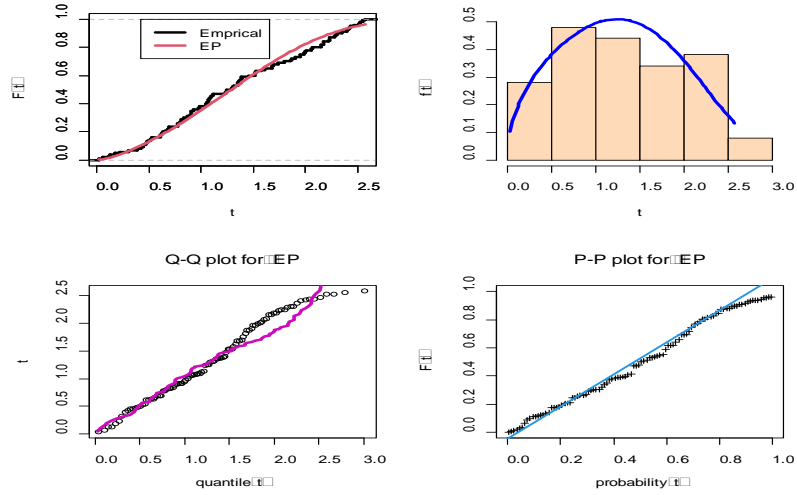 Emprical
EP
0.0 0.2 0.4 0.6 0.8 1.0
F□t□
0.0 0.5 1.0 1.5 2.0 2.5
t
0.0 0.1 0.2 0.3 0.4 0.5
f□t□
0.0 0.5 1.0 1.5 2.0 2.5 3.0
t
Q-Q plot for □□EP
0.0 0.5 1.0 1.5 2.0 2.5
t
0.0 0.5 1.0 1.5 2.0 2.5 3.0
quantile□t□
P-P plot for □□EP
0.0 0.2 0.4 0.6 0.8 1.0
F□t□
0.0 0.2 0.4 0.6 0.8 1.0
probability□t□